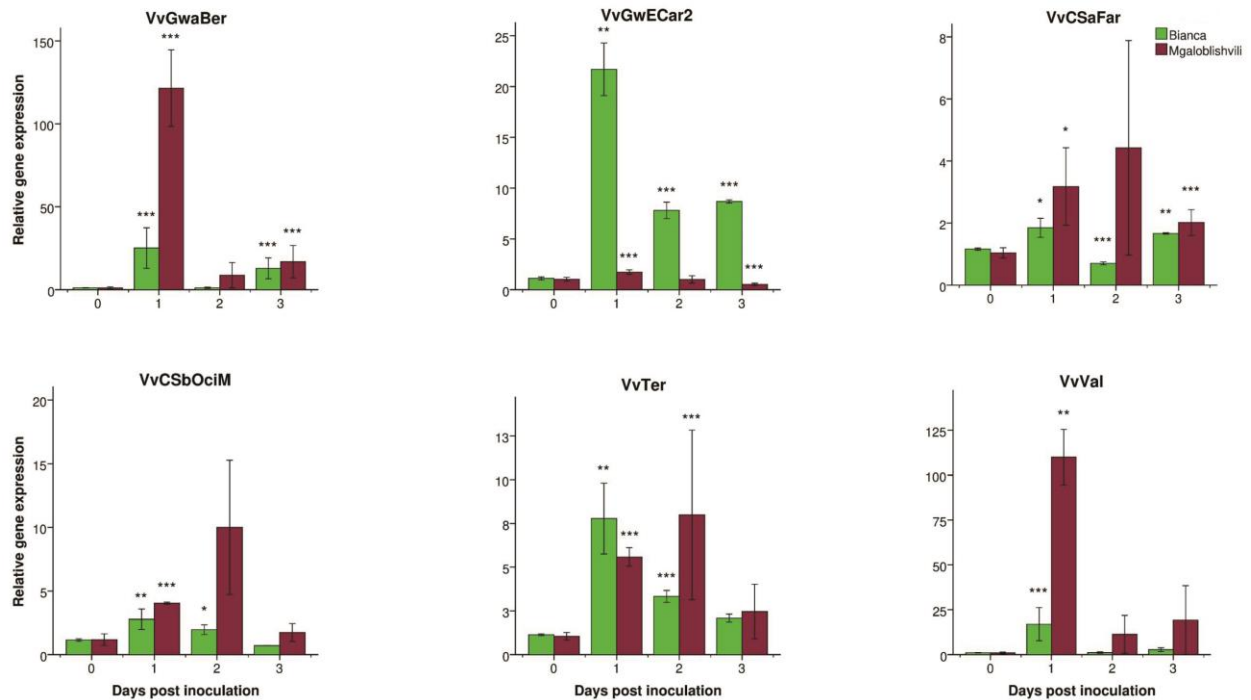 VvGwaBer
Relative gene expression
150
100
50
0
***
***
***
***
0 1 2 3
VvGwECar2
25
20
15
10
5
0
**
***
***
***
***
0 1 2 3
VvCSaFar
Bianca
Mgaloblishvili
8
6
4
2
0
*
*
***
**
***
0 1 2 3
VvCSbOciM
Relative gene expression
20
15
10
5
0
**
***
*
0 1 2 3
Days post inoculation
VvTer
13
10
8
5
3
0
**
***
***
***
0 1 2 3
Days post inoculation
VvVal
125
100
75
50
25
0
***
**
0 1 2 3
Days post inoculation